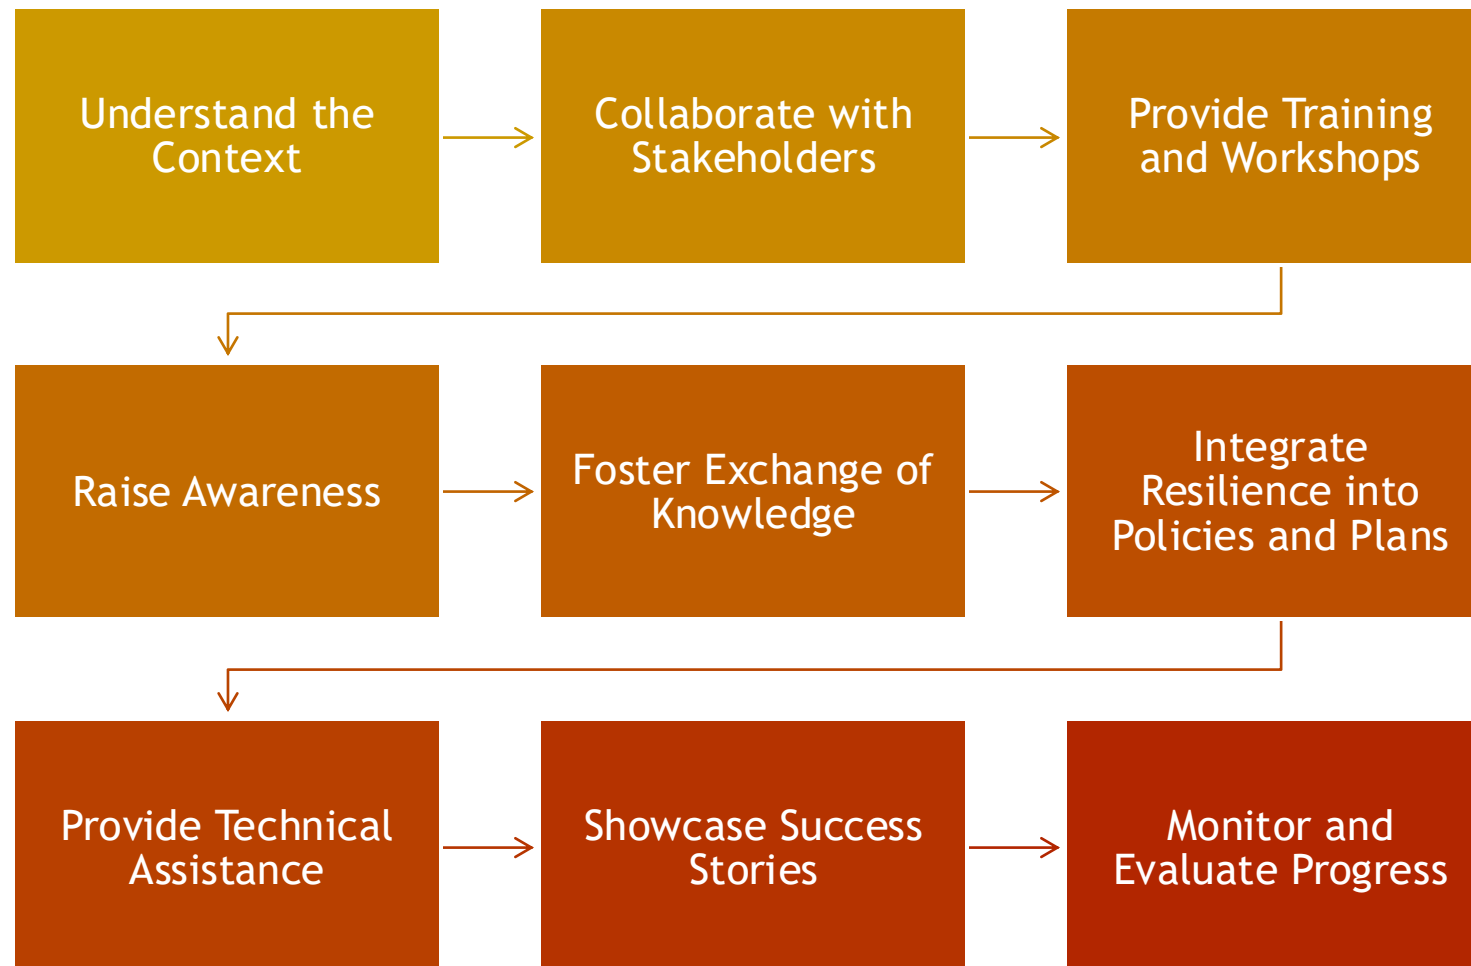 Understand the
Context
Collaborate with
Stakeholders
Provide Training
and Workshops
Raise Awareness
Foster Exchange of
Knowledge
Integrate
Resilience into
Policies and Plans
Provide Technical
Assistance
Showcase Success
Stories
Monitor and
Evaluate Progress